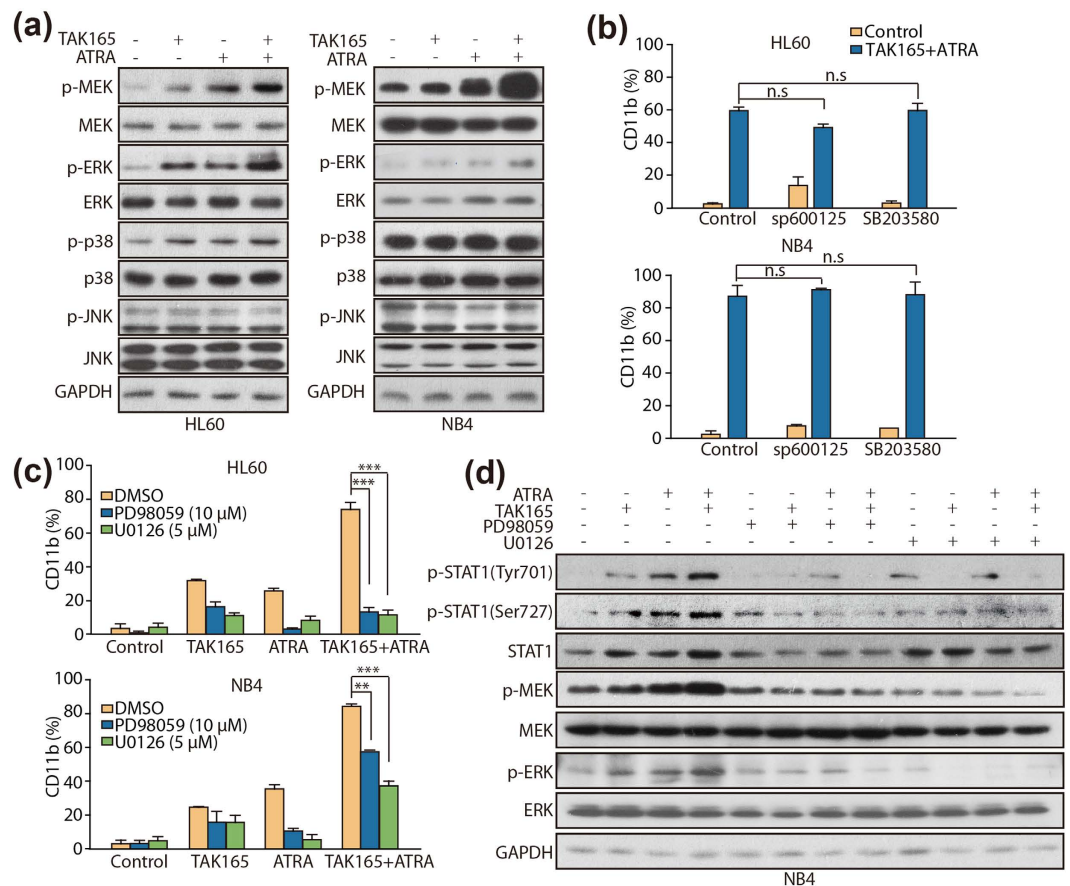 (a)
TAK165 - + - +
ATRA - - + +
p-MEK
MEK
p-ERK
ERK
p-p38
p38
p-JNK
JNK
GAPDH
HL60
TAK165 - + - +
ATRA - - + +
p-MEK
MEK
p-ERK
ERK
p-p38
p38
p-JNK
JNK
GAPDH
NB4
(b)
HL60
Control
TAK165+ATRA
CD11b (%)
100
80
60
40
20
0
n.s
n.s
Control sp600125 SB203580
NB4
CD11b (%)
100
80
60
40
20
0
n.s
n.s
Control sp600125 SB203580
(c)
HL60
DMSO
PD98059 (10 μM)
U0126 (5 μM)
CD11b (%)
100
80
60
40
20
0
***
***
Control TAK165 ATRA TAK165+ATRA
NB4
DMSO
PD98059 (10 μM)
U0126 (5 μM)
CD11b (%)
100
80
60
40
20
0
***
**
Control TAK165 ATRA TAK165+ATRA
(d)
ATRA - - + + - - + + - - + +
TAK165 - + - + - + - + - + - +
PD98059 - - - - + + + + - - - -
U0126 - - - - - - - - + + + +
p-STAT1(Tyr701)
p-STAT1(Ser727)
STAT1
p-MEK
MEK
p-ERK
ERK
GAPDH
NB4